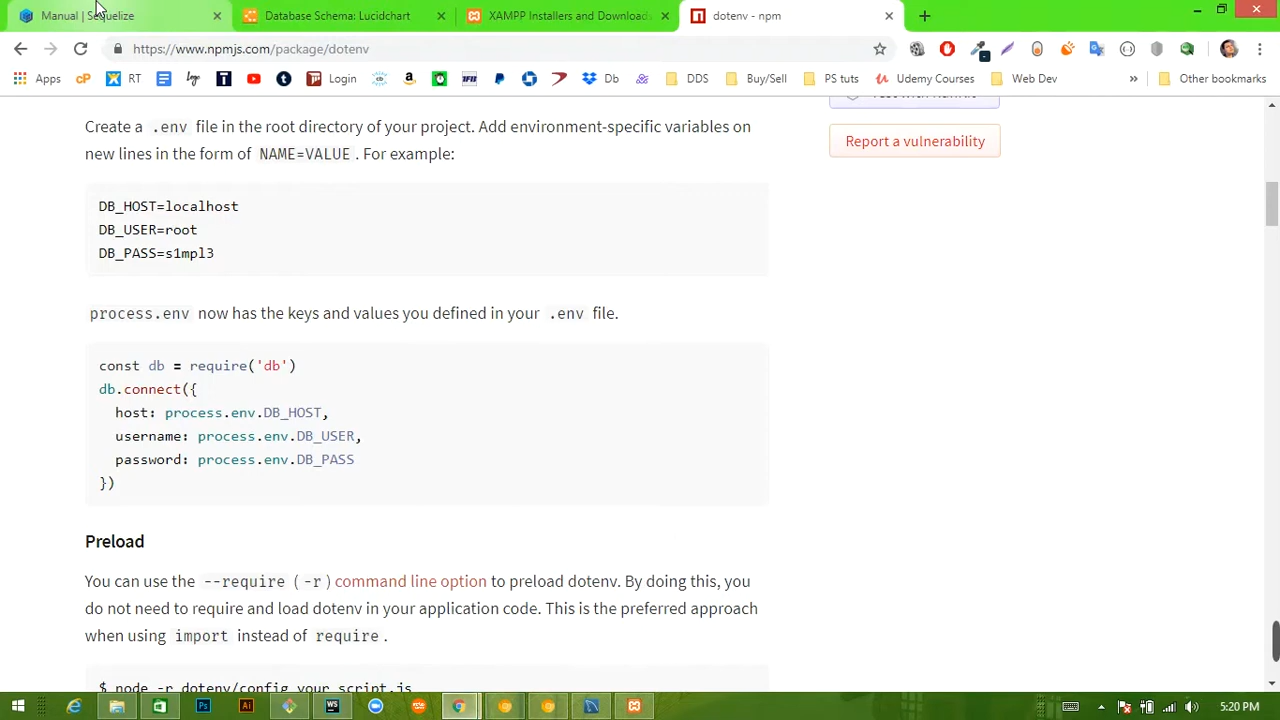 Manual | Sequelize
Database Schema: Lucidchart
XAMPP Installers and Downloads
dotenv - npm
https://www.npmjs.com/package/dotenv
Apps
cP
RT
lgp
T
Login
Db
DDS
Buy/Sell
PS tuts
Udemy Courses
Web Dev
»
Other bookmarks
Create a .env file in the root directory of your project. Add environment-specific variables on
new lines in the form of NAME=VALUE . For example:
Report a vulnerability
DB_HOST=localhost
DB_USER=root
DB_PASS=s1mpl3
process.env now has the keys and values you defined in your .env file.
const db = require('db')
db.connect({
host: process.env.DB_HOST,
username: process.env.DB_USER,
password: process.env.DB_PASS
})
Preload
You can use the --require ( -r ) command line option to preload dotenv. By doing this, you
do not need to require and load dotenv in your application code. This is the preferred approach
when using import instead of require .
$ node -r dotenv/config your_script.js
Ps
Ai
WS
5:20 PM